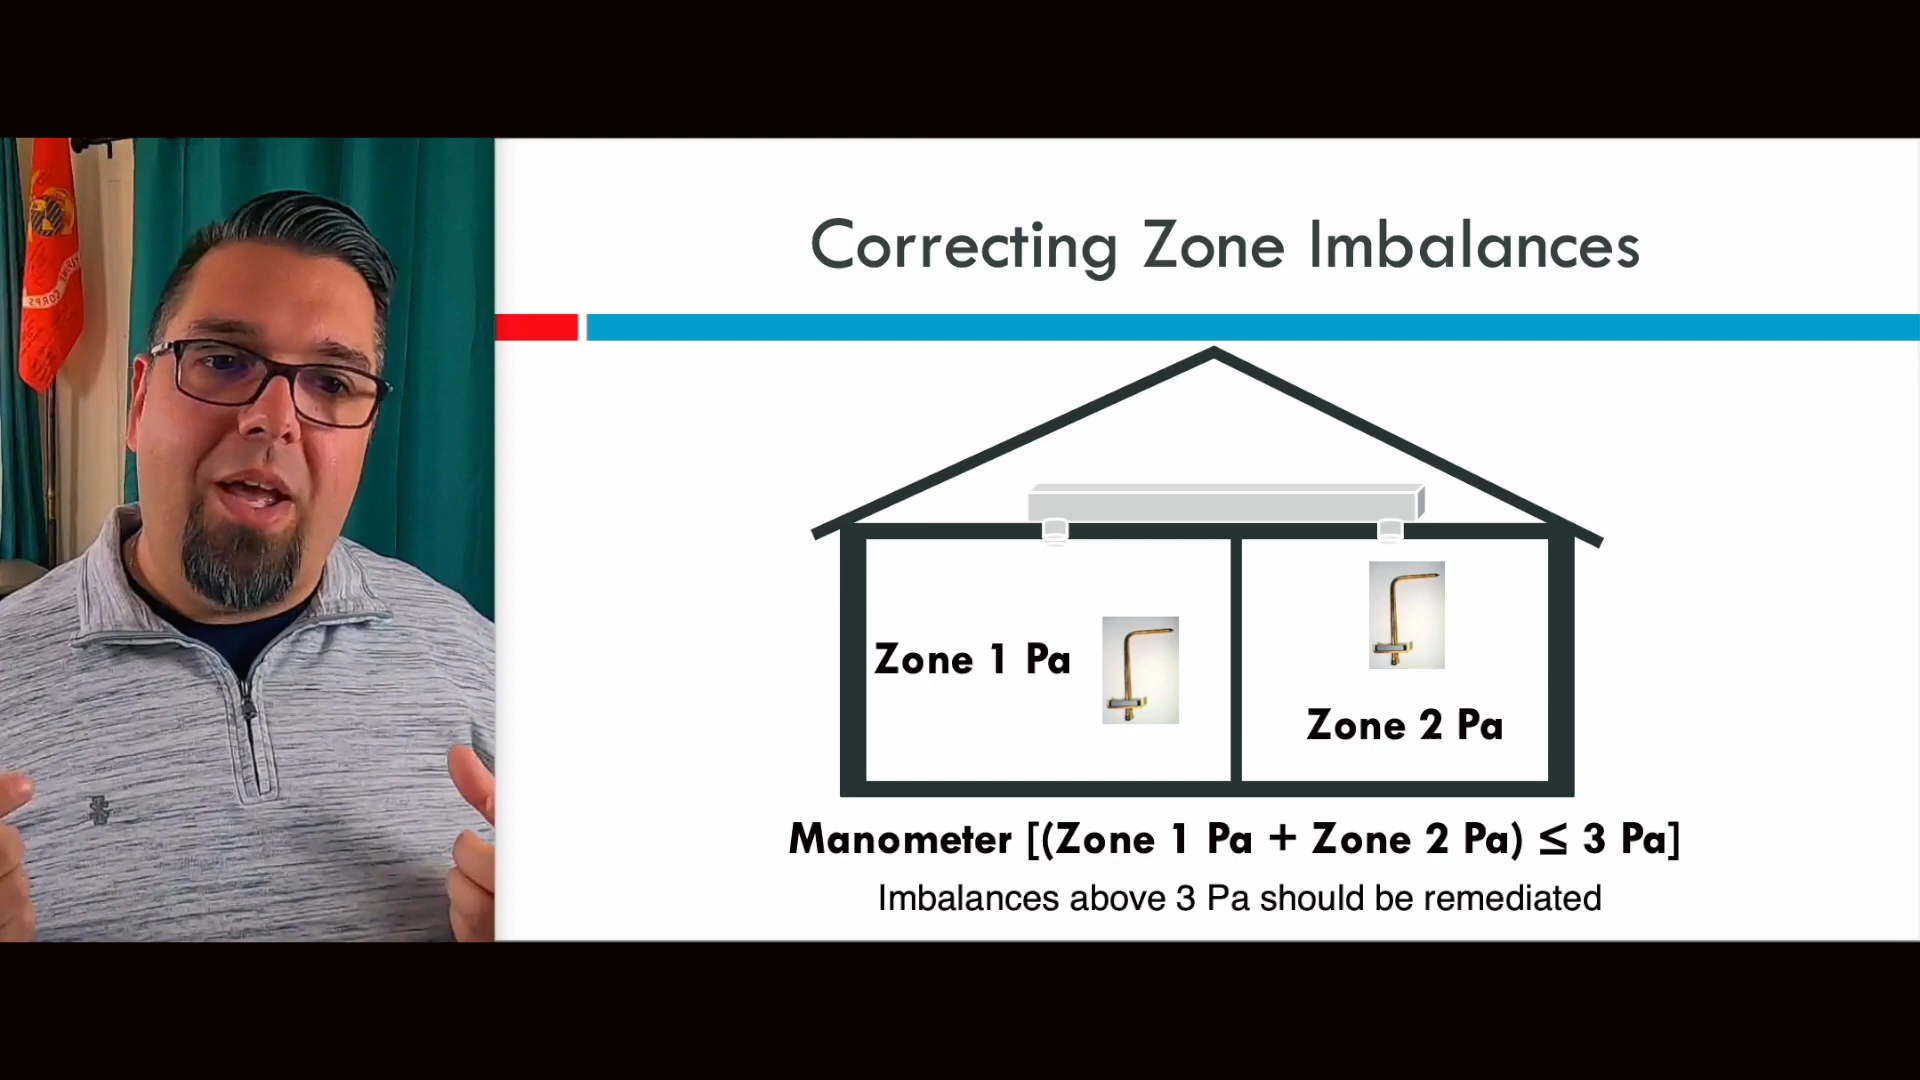 Correcting Zone Imbalances
Zone 1 Pa
Zone 2 Pa
Manometer [(Zone 1 Pa + Zone 2 Pa) ≤ 3 Pa]
Imbalances above 3 Pa should be remediated